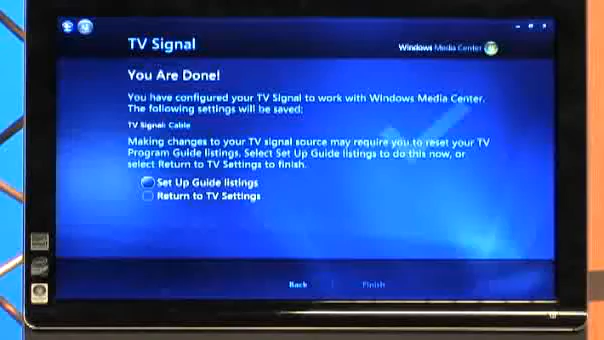 TV Signal
Windows Media Center
You Are Done!
You have configured your TV Signal to work with Windows Media Center.
The following settings will be saved:
TV Signal: Cable
Making changes to your TV signal source may require you to reset your TV
Program Guide listings. Select Set Up Guide listings to do this now, or
select Return to TV Settings to finish.
Set Up Guide listings
Return to TV Settings
Back
Finish